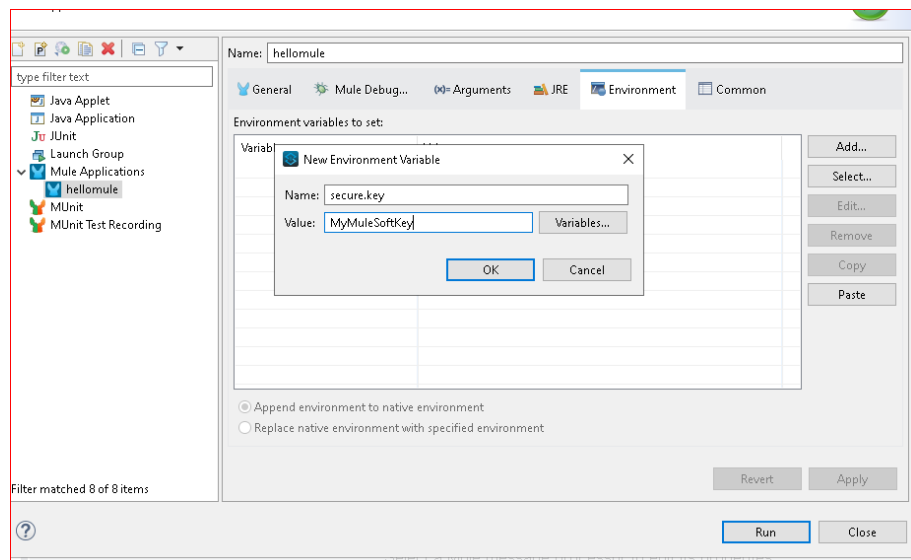 Name: hellomule
type filter text
General Mule Debug... (x)= Arguments JRE Environment Common
Java Applet
Java Application
Ju JUnit
Launch Group
Mule Applications
hellomule
MUnit
MUnit Test Recording
Environment variables to set:
Add...
Select...
Edit...
Remove
Copy
Paste
New Environment Variable
Name: secure.key
Value: MyMuleSoftKey Variables...
OK Cancel
Append environment to native environment
Replace native environment with specified environment
Revert Apply
Filter matched 8 of 8 items
Run Close